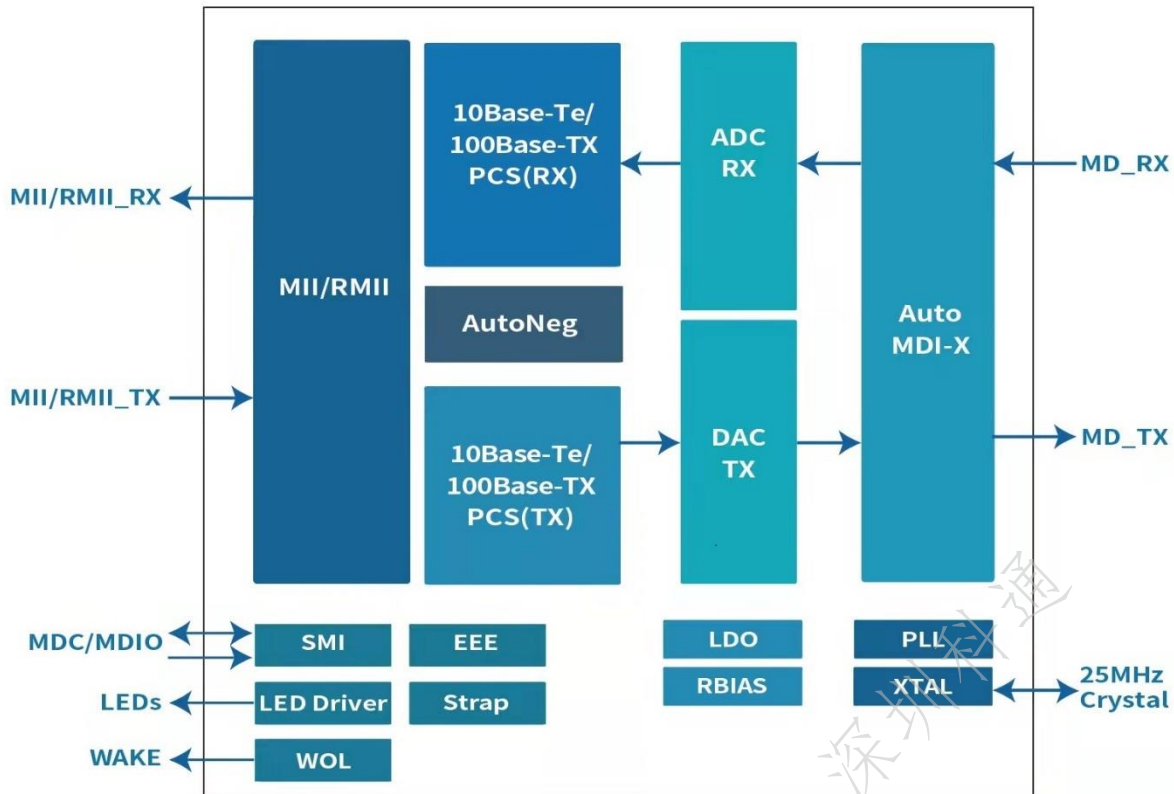 10Base-Te/
100Base-TX
PCS(RX)
ADC
RX
MD_RX
MII/RMII_RX
MII/RMII
AutoNeg
Auto
MDI-X
MII/RMII_TX
10Base-Te/
100Base-TX
PCS(TX)
DAC
TX
MD_TX
MDC/MDIO
SMI
EEE
LDO
PLL
LEDs
LED Driver
Strap
RBIAS
XTAL
25MHz
Crystal
WAKE
WOL
深圳科通